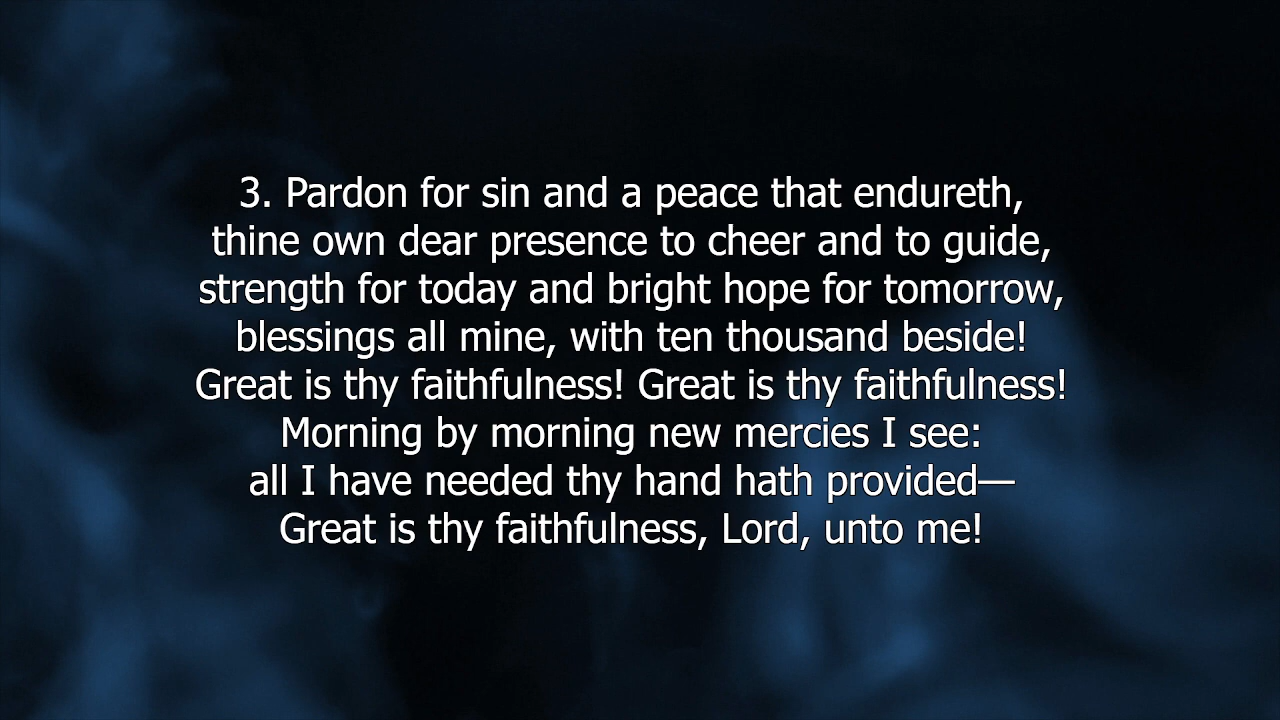 3. Pardon for sin and a peace that endureth,
thine own dear presence to cheer and to guide,
strength for today and bright hope for tomorrow,
blessings all mine, with ten thousand beside!
Great is thy faithfulness! Great is thy faithfulness!
Morning by morning new mercies I see:
all I have needed thy hand hath provided—
Great is thy faithfulness, Lord, unto me!